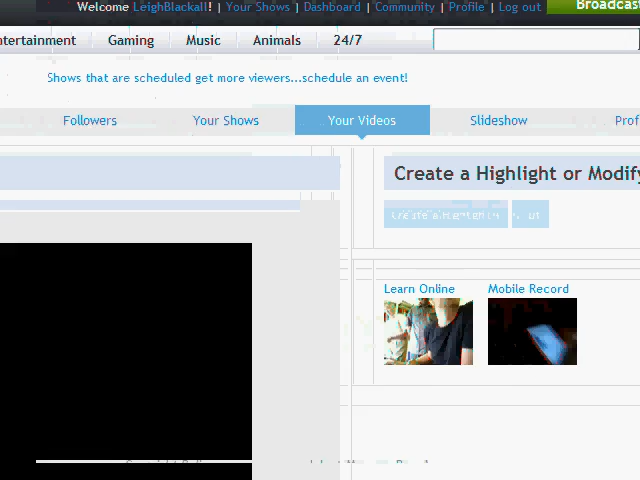 Welcome LeighBlackall! | Your Shows | Dashboard | Community | Profile | Log out Broadcast
ntertainment Gaming Music Animals 24/7
Shows that are scheduled get more viewers...schedule an event!
Followers Your Shows Your Videos Slideshow Prof
Create a Highlight or Modify
Learn Online Mobile Record